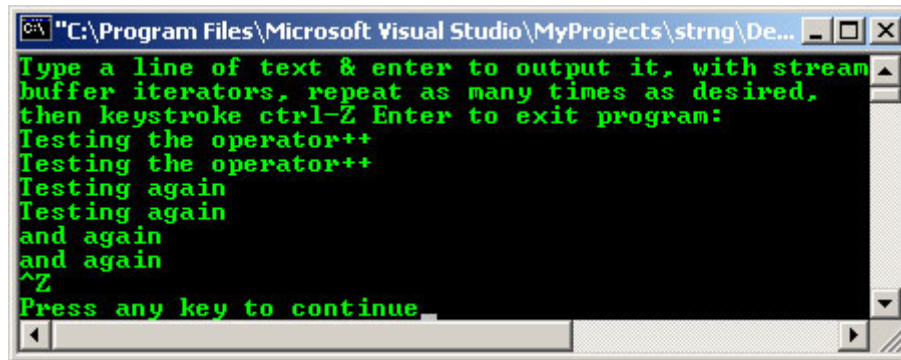 "C:\Program Files\Microsoft Visual Studio\MyProjects\strng\De...
Type a line of text & enter to output it, with stream
buffer iterators, repeat as many times as desired,
then keystroke ctrl-Z Enter to exit program:
Testing the operator++
Testing the operator++
Testing again
Testing again
and again
and again
^Z
Press any key to continue_